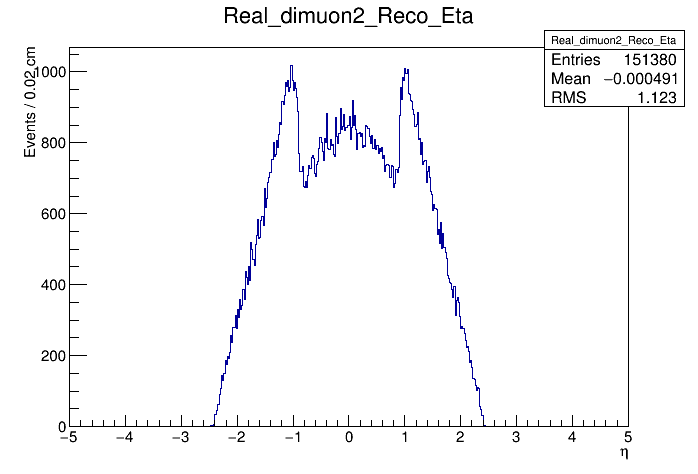 Real_dimuon2_Reco_Eta
Real_dimuon2_Reco_Eta
Entries 151380
Mean −0.000491
RMS 1.123
Events / 0.02 cm
1000
800
600
400
200
0
−5 −4 −3 −2 −1 0 1 2 3 4 5
η